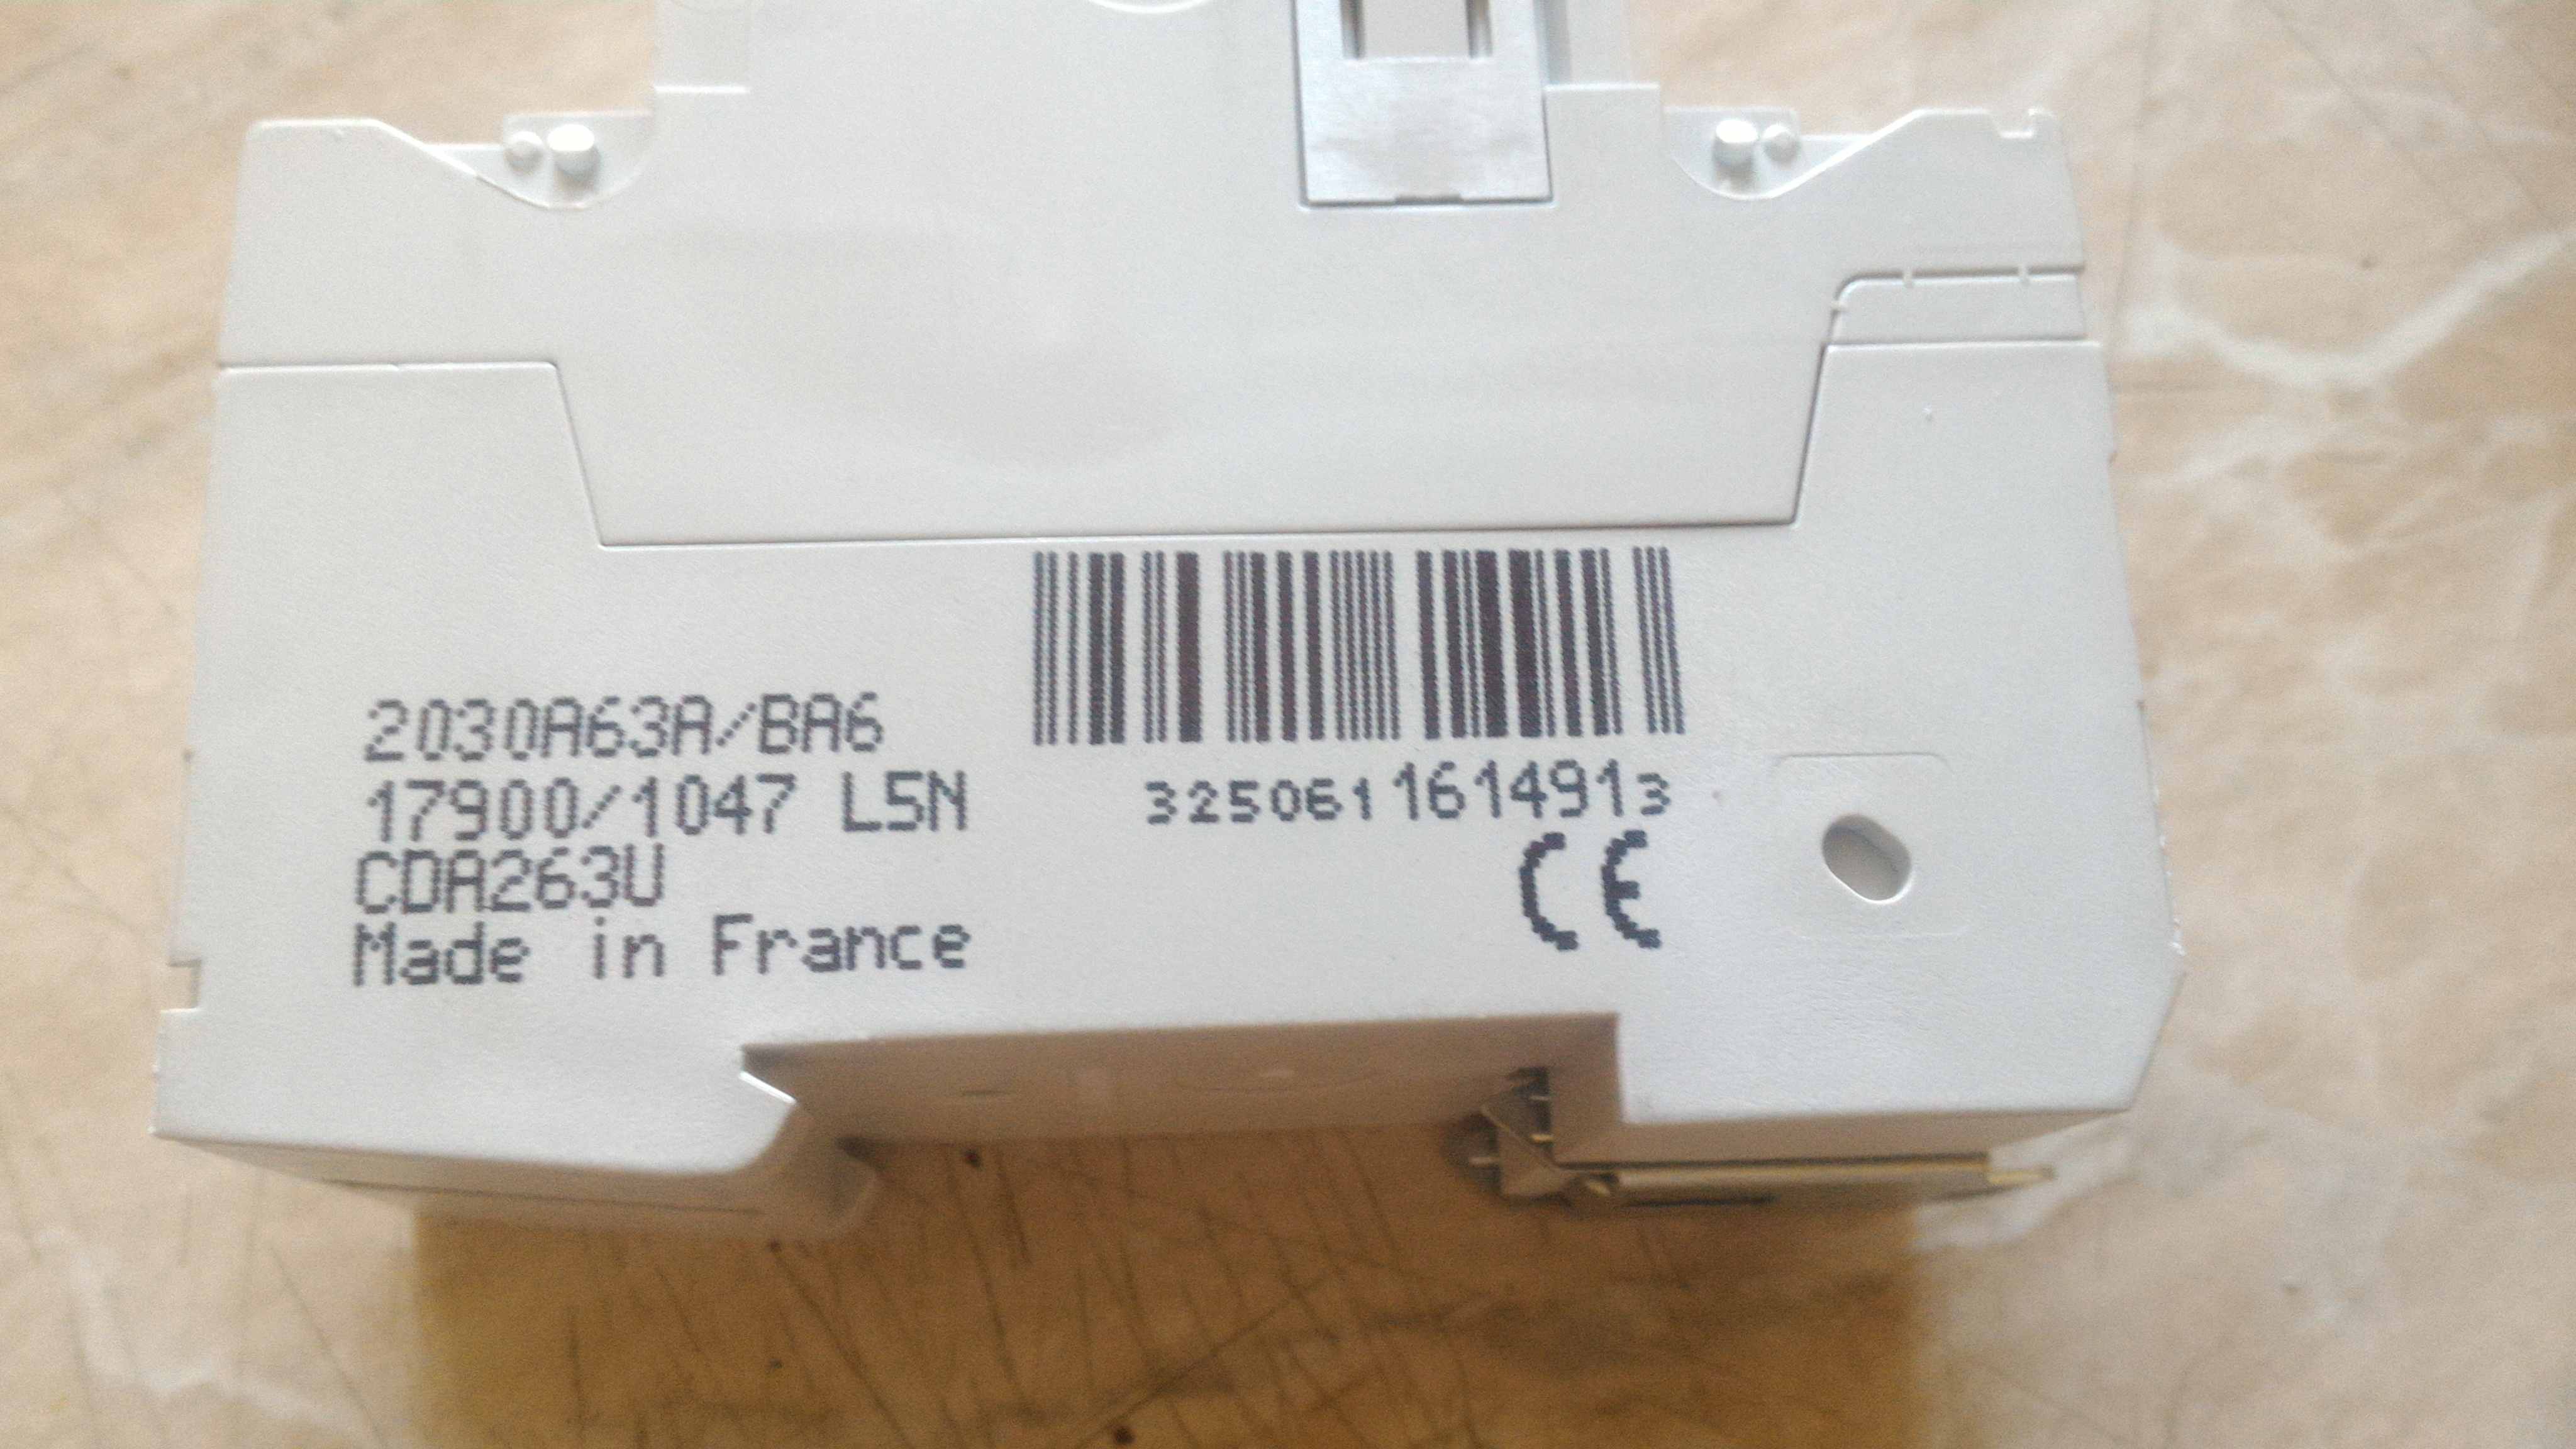 2030A63A/BA6
17900/1047 L5N
CDA263U
Made in France
3250611614913
CE